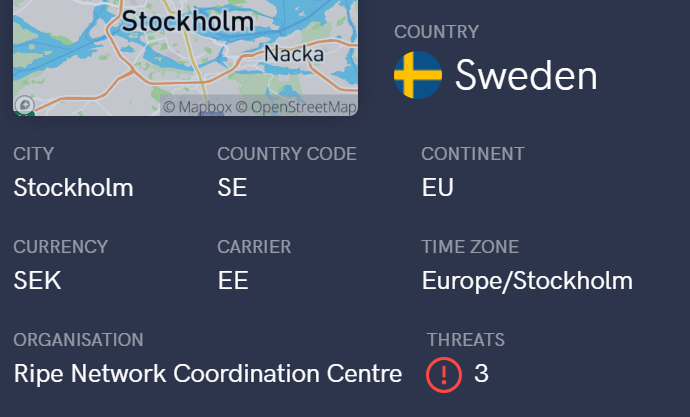 Stockholm
Nacka
© Mapbox © OpenStreetMap
COUNTRY
Sweden
CITY
COUNTRY CODE
CONTINENT
Stockholm
SE
EU
CURRENCY
CARRIER
TIME ZONE
SEK
EE
Europe/Stockholm
ORGANISATION
THREATS
Ripe Network Coordination Centre
3